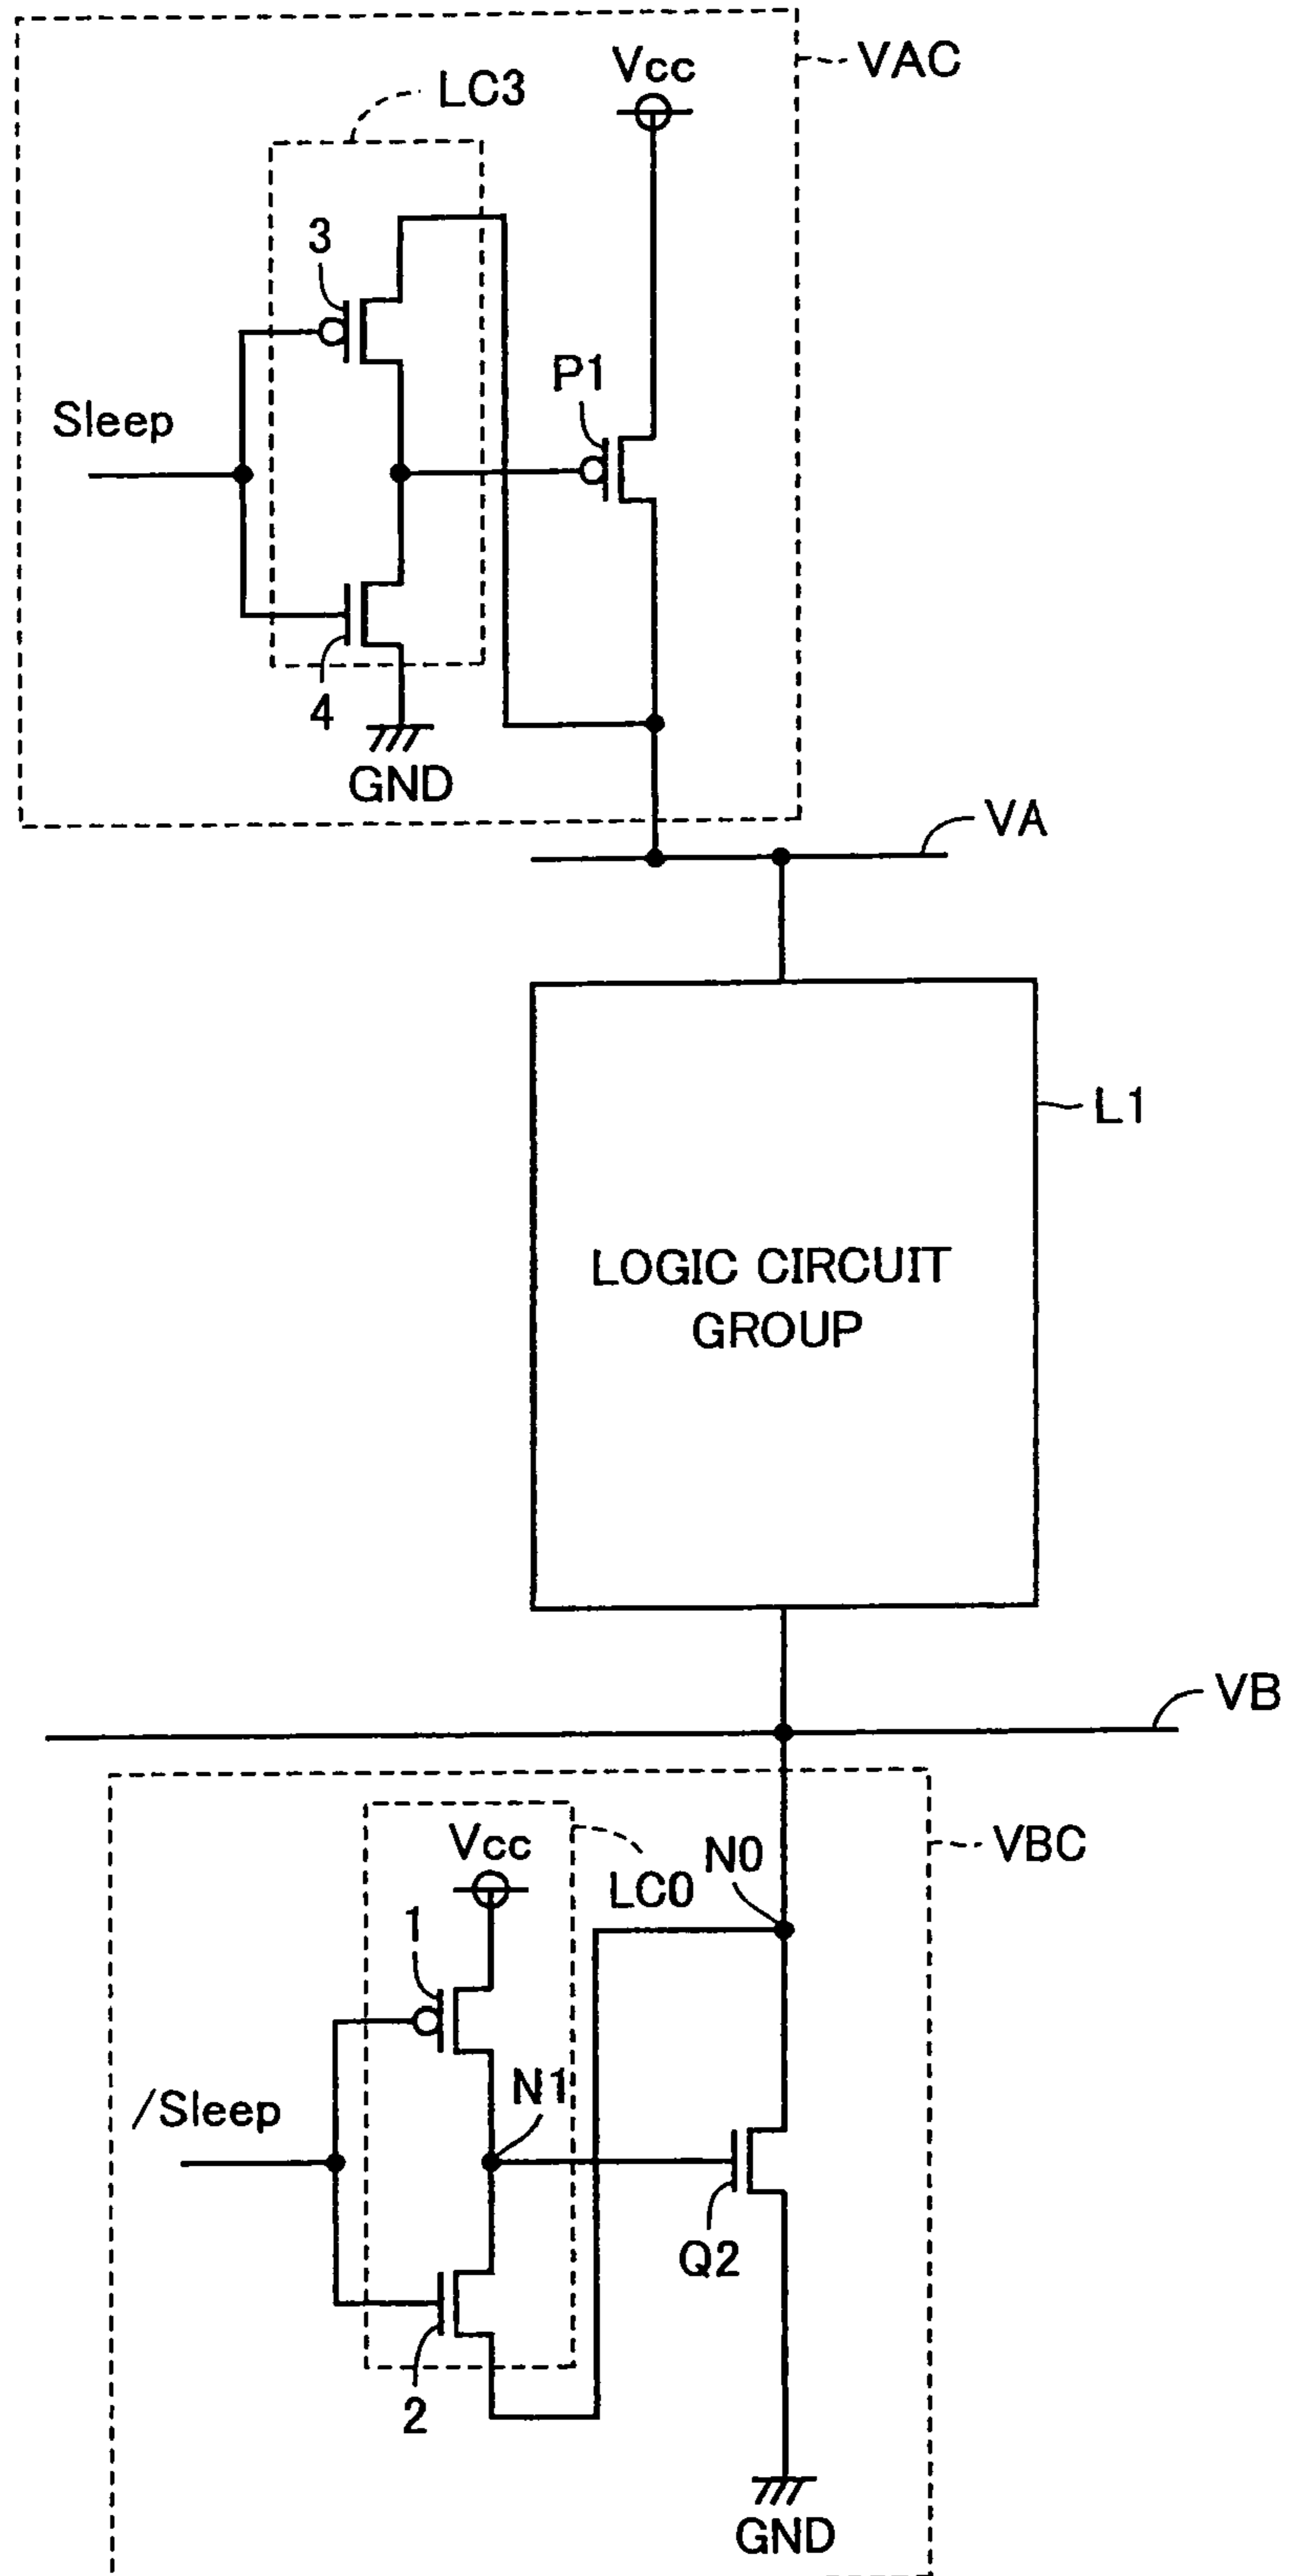 VAC
Vcc
LC3
3
P1
Sleep
4
GND
VA
L1
LOGIC CIRCUIT
GROUP
VB
Vcc
LC0
N0
VBC
1
N1
/Sleep
Q2
2
GND